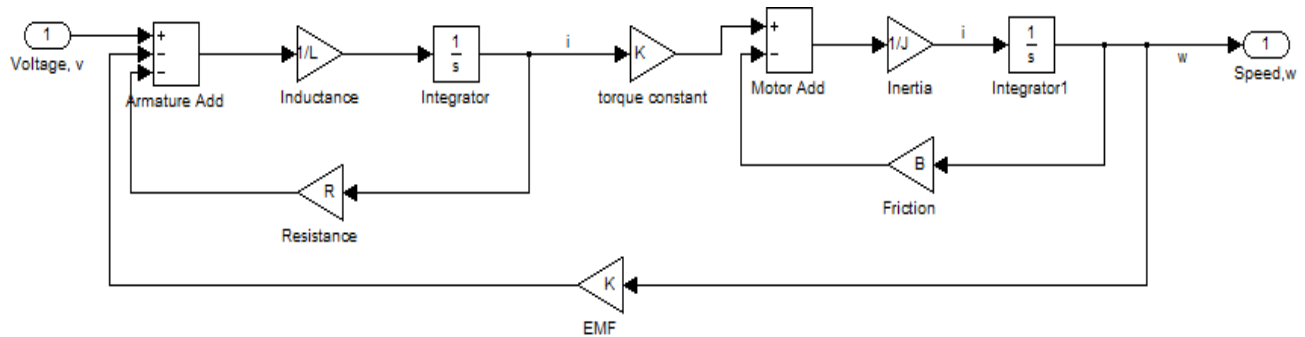 1
Voltage, v
+
−
−
Armature Add
1/L
Inductance
1
s
Integrator
i
K
torque constant
+
−
Motor Add
1/J
Inertia
i
1
s
Integrator1
w
1
Speed,w
R
Resistance
B
Friction
K
EMF